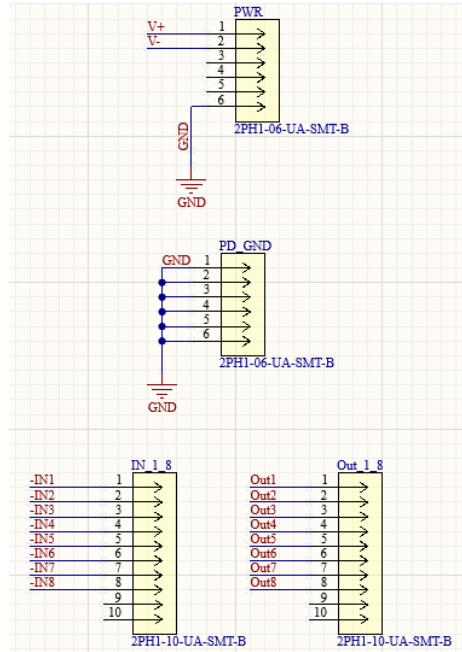 PWR
V+ 1
V- 2
3
4
5
6
2PH1-06-UA-SMT-B
GND
GND
PD_GND
GND 1
2
3
4
5
6
2PH1-06-UA-SMT-B
GND
IN_1_8
-IN1 1
-IN2 2
-IN3 3
-IN4 4
-IN5 5
-IN6 6
-IN7 7
-IN8 8
9
10
2PH1-10-UA-SMT-B
Out_1_8
Out1 1
Out2 2
Out3 3
Out4 4
Out5 5
Out6 6
Out7 7
Out8 8
9
10
2PH1-10-UA-SMT-B